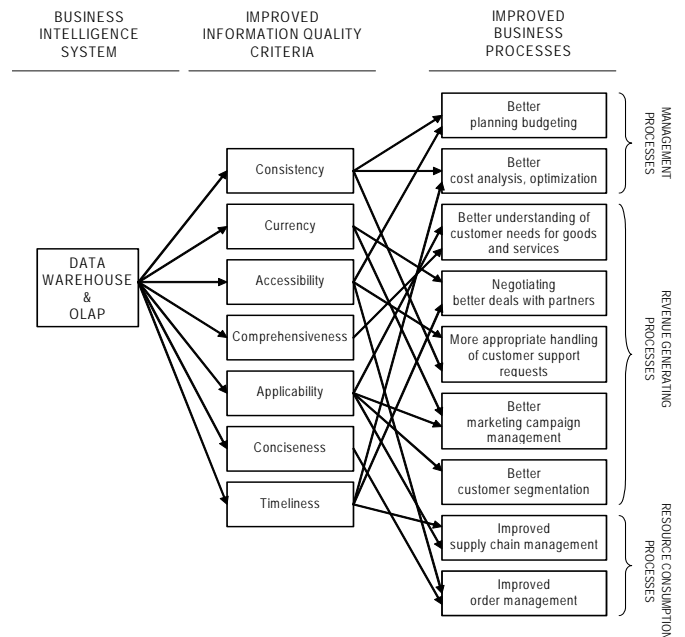 BUSINESS
INTELLIGENCE
SYSTEM
IMPROVED
INFORMATION QUALITY
CRITERIA
IMPROVED
BUSINESS
PROCESSES
DATA
WAREHOUSE
&
OLAP
Consistency
Currency
Accessibility
Comprehensiveness
Applicability
Conciseness
Timeliness
Better
planning budgeting
Better
cost analysis, optimization
Better understanding of
customer needs for goods
and services
Negotiating
better deals with partners
More appropriate handling
of customer support
requests
Better
marketing campaign
management
Better
customer segmentation
Improved
supply chain management
Improved
order management
MANAGEMENT
PROCESSES
REVENUE GENERATING
PROCESSES
RESOURCE CONSUMPTION
PROCESSES